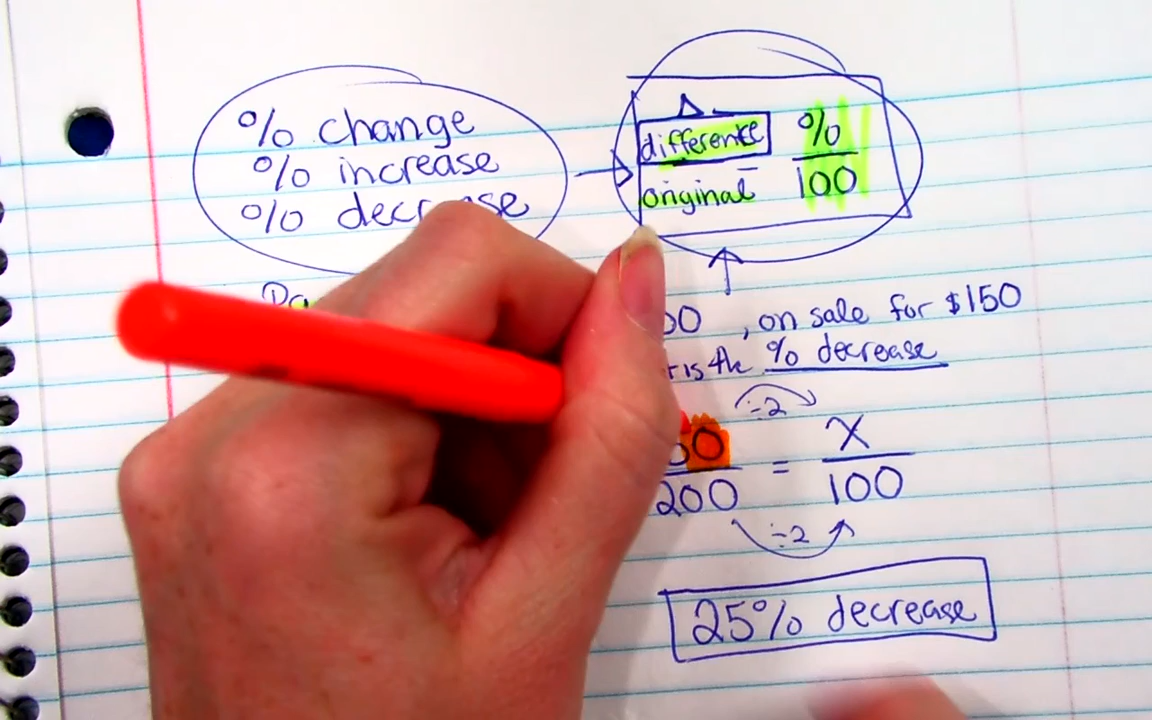 % change
% increase
% decrease
Δ
difference
original
%
100
, on sale for $150
is the % decrease
÷2
50
200
=
x
100
÷2
25% decrease